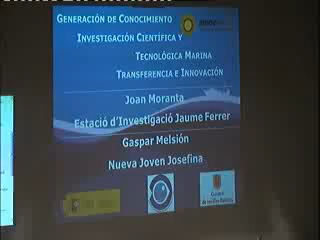 GENERACIÓN DE CONOCIMIENTO
INVESTIGACIÓN CIENTÍFICA Y
TECNOLÓGICA MARINA
TRANSFERENCIA E INNOVACIÓN
Joan Moranta
Estació d'Investigació Jaume Ferrer
Gaspar Melsión
Nueva Joven Josefina